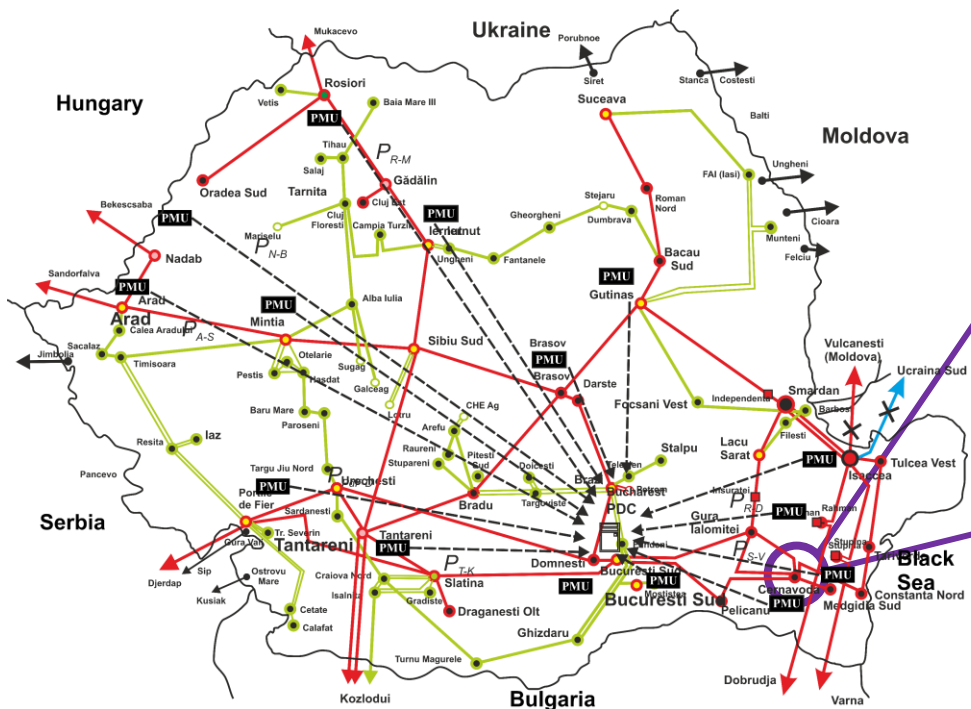 Mukacevo
Ukraine
Porubnoe
Siret
Stanca
Costesti
Rosiori
Hungary
Vetis
Baia Mare III
Suceava
PMU
Balti
Moldova
Tihau
P R-M
Salaj
Ungheni
FAI (Iasi)
Oradea Sud
Tarnita
Gădălin
Cluj Est
Stejaru
Roman
Nord
Bekescsaba
PMU
Cluj
Floresti
PMU
Gheorgheni
Dumbrava
Cioara
Mariselu
Campia Turzii
Munteni
P N-B
Ungheni
Fantanele
Bacau
Sud
Felciu
Nadab
Sandorfalva
PMU
Arad
Arad
PMU
Alba Iulia
PMU
Gutinas
Mintia
Calea Aradului
P A-S
Sibiu Sud
Brasov
PMU
Brasov
Darste
Vulcanesti
(Moldova)
Ucraina Sud
Sacalaz
Jimbolia
Timisoara
Otelarie
Pestis
Hasdat
Sugag
Galceag
Lotru
Smardan
Independenta
Barbosi
Filesti
Focsani Vest
Baru Mare
Paroseni
CHE Ag
Arefu
Raureni
Stupareni
Pitesti
Sud
Stalpu
Lacu
Sarat
PMU
Isaccea
Tulcea Vest
Resita
Iaz
Pancevo
Targu Jiu Nord
PMU
Urechesti
Bradu
Targoviste
Bucharest
PDC
P R-D
Gura
Ialomitei
PMU
Serbia
Portile
de Fier
Sardanesti
Gura Vaii
Tr. Severin
Tantareni
Tantareni
PMU
Djerdap
Sip
Ostrovu
Mare
Kusiak
Craiova Nord
Isalnita
P T-K
Slatina
Gradiste
Draganesti Olt
Domnesti
PMU
Bucuresti Sud
PMU
Mostistea
Bucuresti Sud
P S-V
Pelicanu
Cernavoda
PMU
PMU
Medgidia Sud
Constanta Nord
Black
Sea
Cetate
Calafat
Turnu Magurele
Ghizdaru
Kozlodui
Bulgaria
Dobrudja
Varna